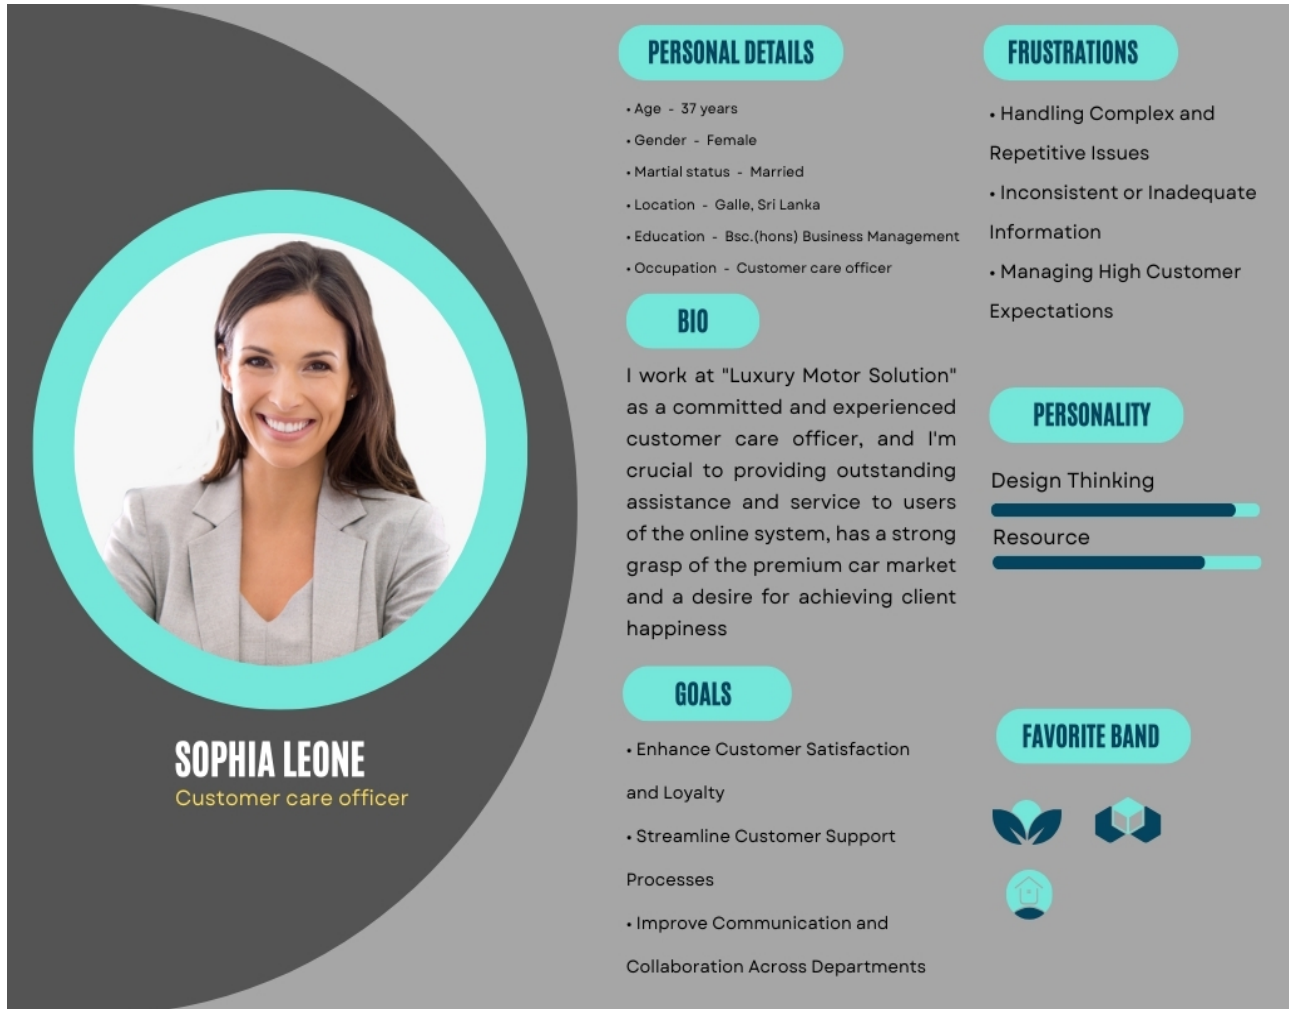 SOPHIA LEONE
Customer care officer
PERSONAL DETAILS
• Age - 37 years
• Gender - Female
• Martial status - Married
• Location - Galle, Sri Lanka
• Education - Bsc.(hons) Business Management
• Occupation - Customer care officer
BIO
I work at "Luxury Motor Solution"
as a committed and experienced
customer care officer, and I'm
crucial to providing outstanding
assistance and service to users
of the online system, has a strong
grasp of the premium car market
and a desire for achieving client
happiness
GOALS
• Enhance Customer Satisfaction
and Loyalty
• Streamline Customer Support
Processes
• Improve Communication and
Collaboration Across Departments
FRUSTRATIONS
• Handling Complex and
Repetitive Issues
• Inconsistent or Inadequate
Information
• Managing High Customer
Expectations
PERSONALITY
Design Thinking
Resource
FAVORITE BAND